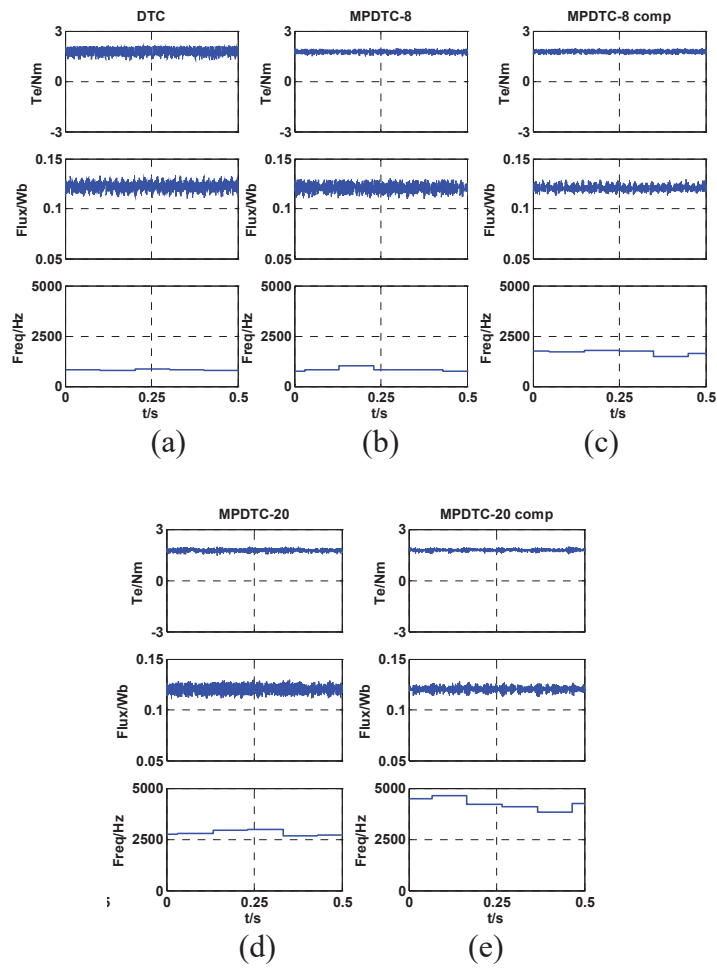 DTC
MPDTC-8
MPDTC-8 comp
3
0
-3
Te/Nm
3
0
-3
Te/Nm
3
0
-3
Te/Nm
0.15
0.1
0.05
Flux/Wb
0.15
0.1
0.05
Flux/Wb
0.15
0.1
0.05
Flux/Wb
5000
2500
0
Freq/Hz
5000
2500
0
Freq/Hz
5000
2500
0
Freq/Hz
0 0.25 0.5
0 0.25 0.5
0 0.25 0.5
t/s
t/s
t/s
(a)
(b)
(c)
MPDTC-20
MPDTC-20 comp
3
0
-3
Te/Nm
3
0
-3
Te/Nm
0.15
0.1
0.05
Flux/Wb
0.15
0.1
0.05
Flux/Wb
5000
2500
0
Freq/Hz
5000
2500
0
Freq/Hz
0 0.25 0.5
0 0.25 0.5
t/s
t/s
(d)
(e)